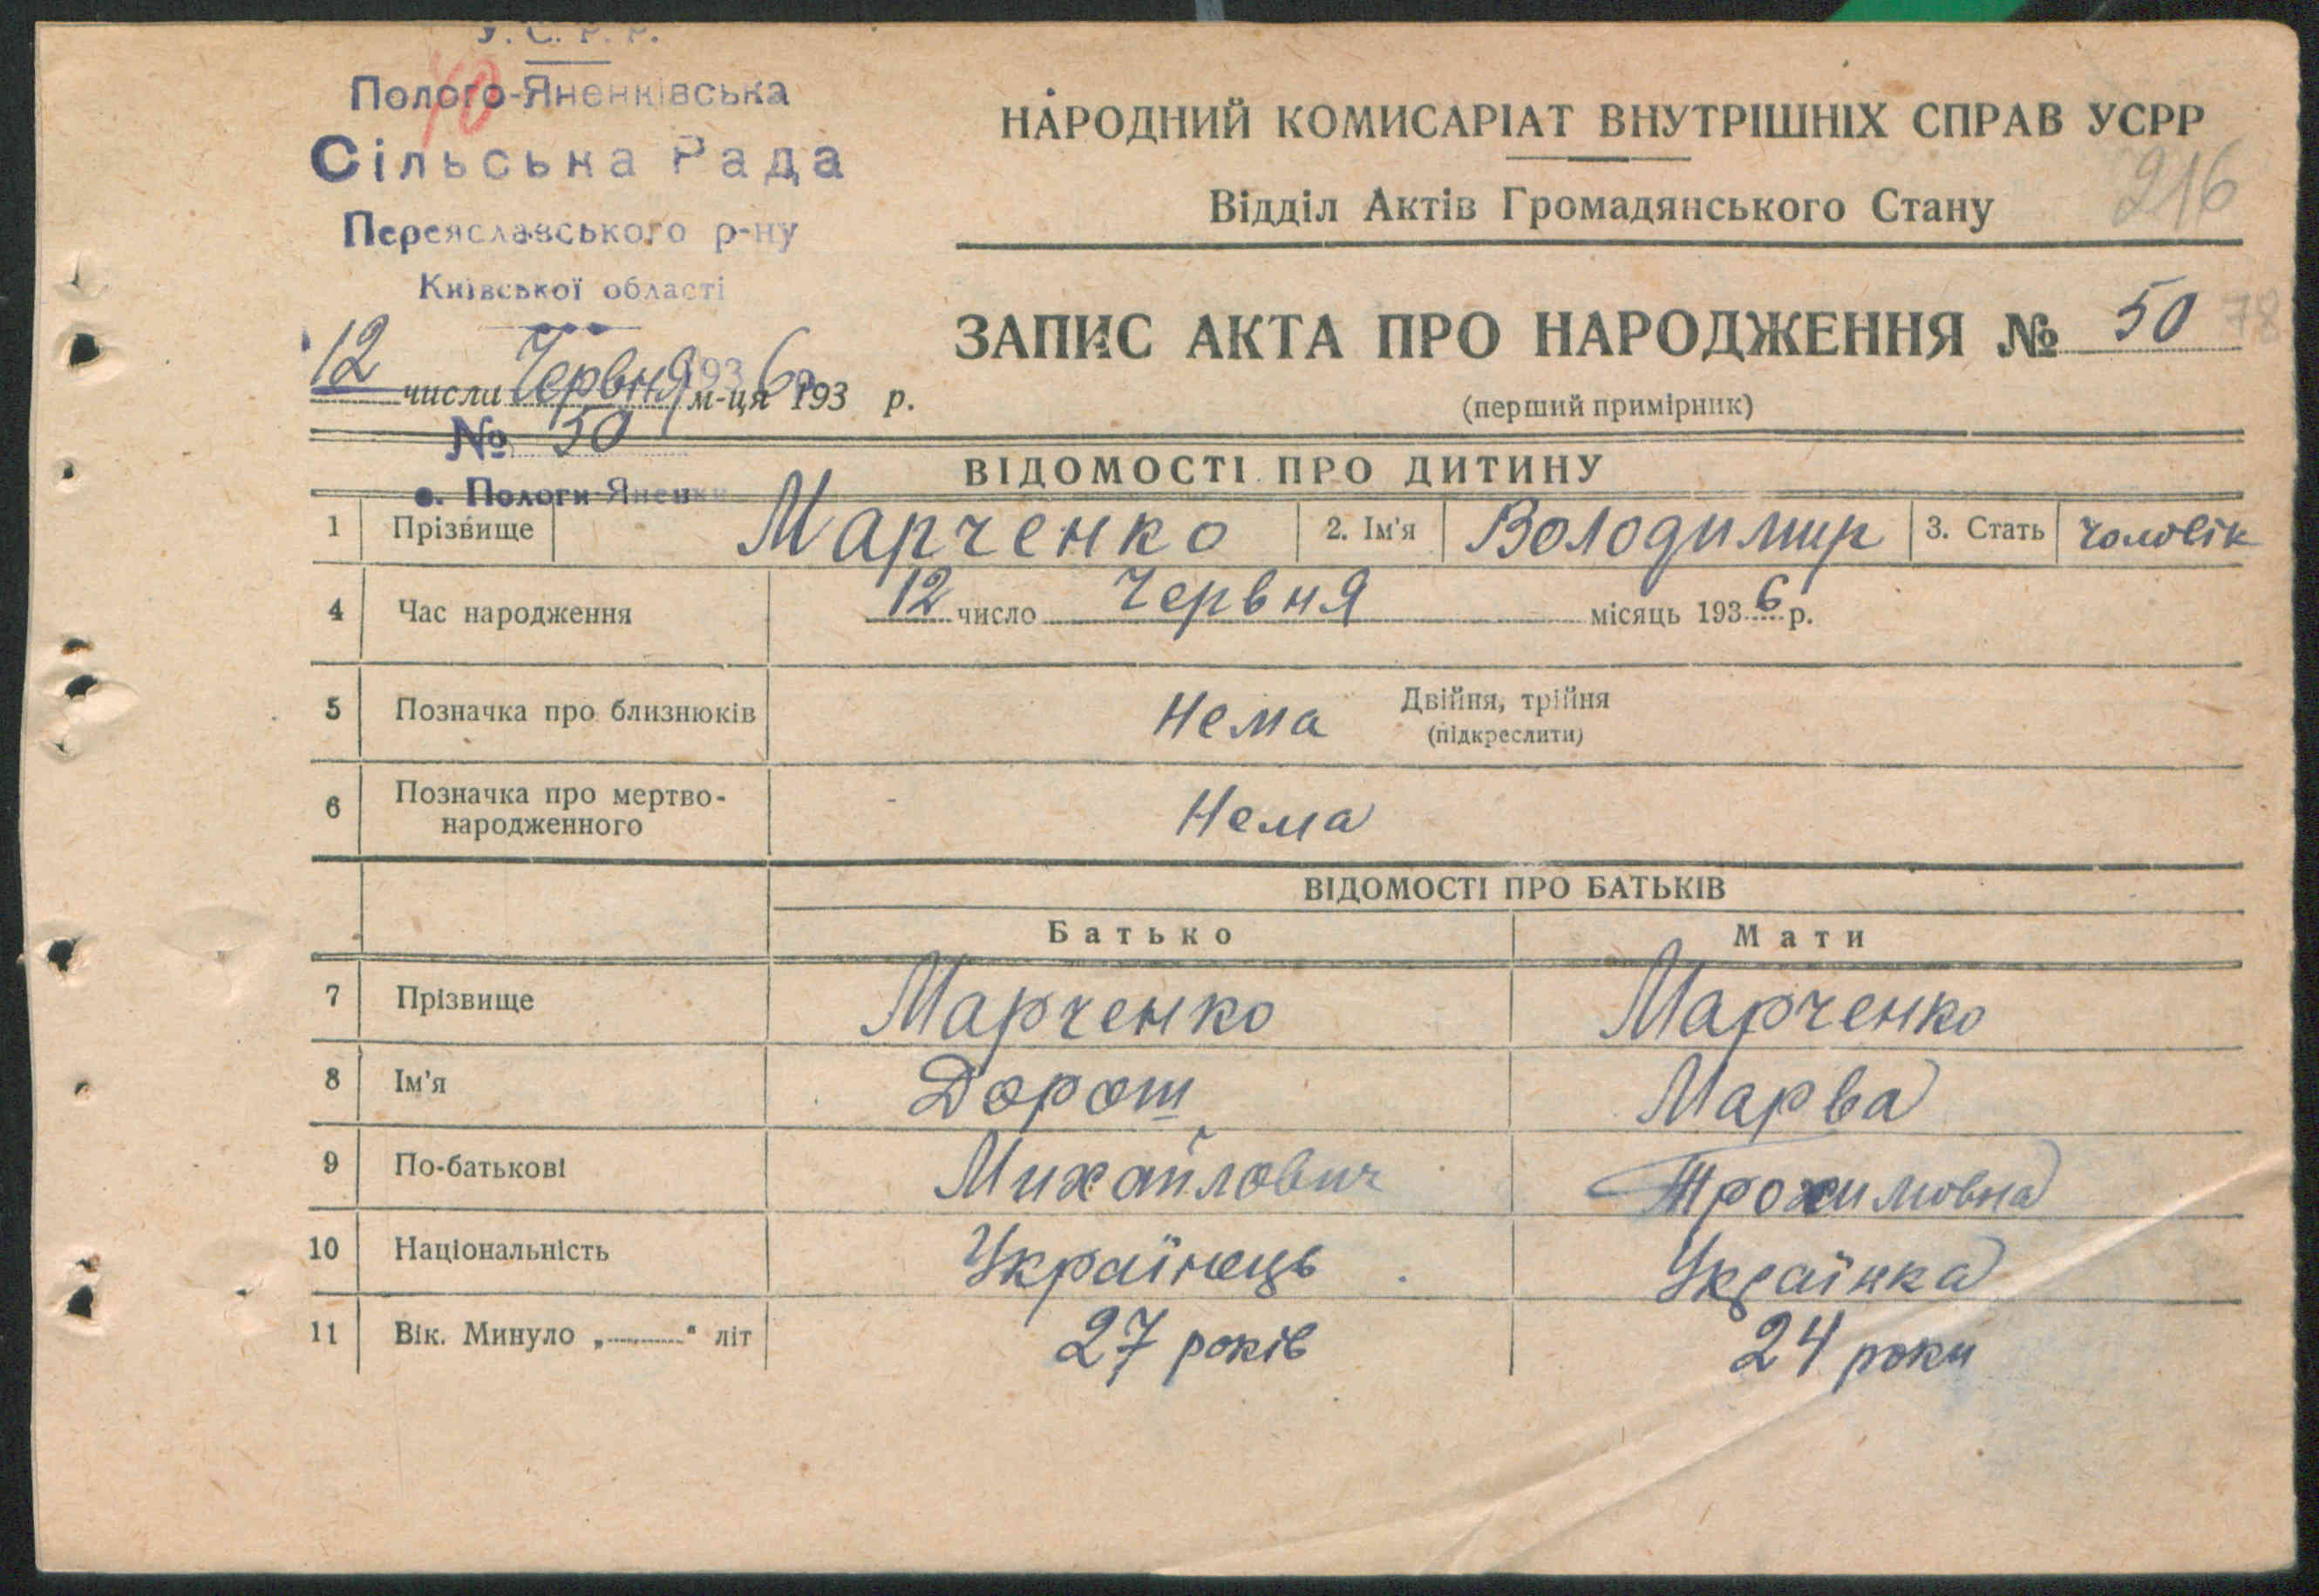 У. С. Р. Р.
Полого-Яненківська
Сільська Рада
Переяславського р-ну
Київської області
12 числа Червня м-ця 1936 193 р.
№ 50
с. Пологи-Яненки
10
НАРОДНИЙ КОМИСАРІАТ ВНУТРІШНІХ СПРАВ УСРР
216
Відділ Актів Громадянського Стану
ЗАПИС АКТА ПРО НАРОДЖЕННЯ № 50 78
(перший примірник)
ВІДОМОСТІ ПРО ДИТИНУ
1 Прізвище Марченко 2. Ім'я Володимир 3. Стать чоловік
4 Час народження 12 число Червня місяць 1936 р.
5 Позначка про близнюків Нема Двійня, трійня
(підкреслити)
6 Позначка про мертво-
народженного Нема
ВІДОМОСТІ ПРО БАТЬКІВ
Батько Мати
7 Прізвище Марченко Марченко
8 Ім'я Дорош Марва
9 По-батькові Михайлович Трохимовна
10 Національність Українець Українка
11 Вік. Минуло „ " літ 27 років 24 роки